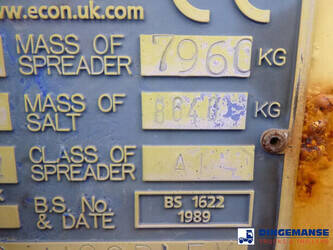 www.econ.uk.com
MASS OF SPREADER 7960 KG
MASS OF SALT KG
CLASS OF SPREADER
B.S. No. & DATE BS 1622 1989
DINGEMANSE